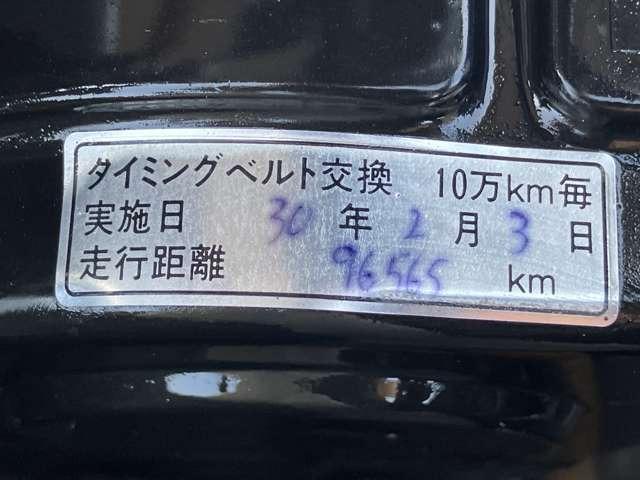 タイミングベルト交換 10万km毎
実施日 30 年 2 月 3 日
走行距離 96565 km